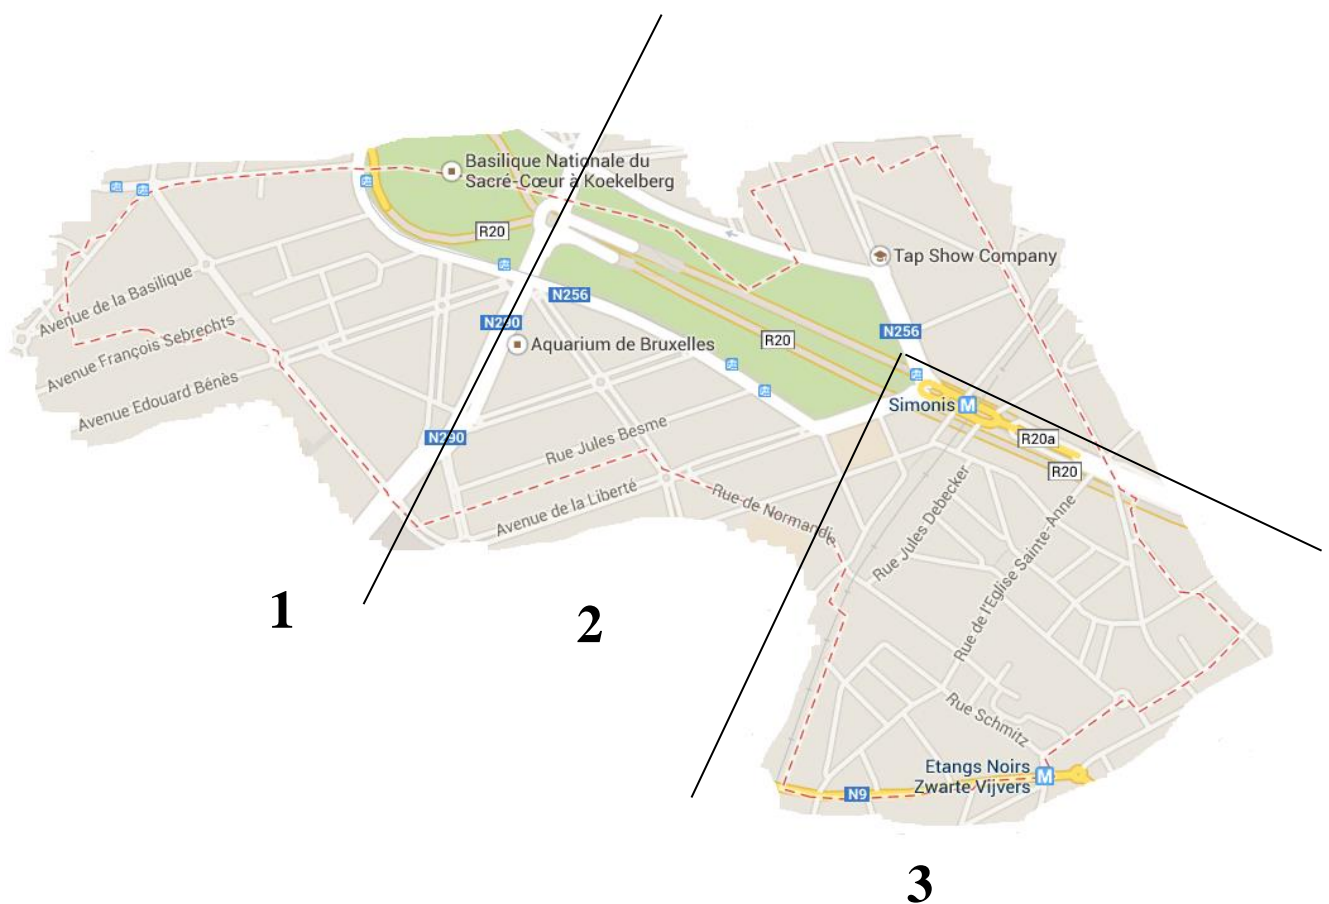 Basilique Nationale du
Sacré-Cœur à Koekelberg
R20
Tap Show Company
Avenue de la Basilique
N256
N290
Aquarium de Bruxelles
R20
N256
Avenue François Sebrechts
Avenue Edouard Bénès
Simonis M
N290
Rue Jules Besme
R20a
R20
Avenue de la Liberté
Rue de Normandie
Rue Jules Debecker
Rue de l'Eglise Sainte-Anne
1
2
Rue Schmitz
Etangs Noirs
Zwarte Vijvers
M
N9
3